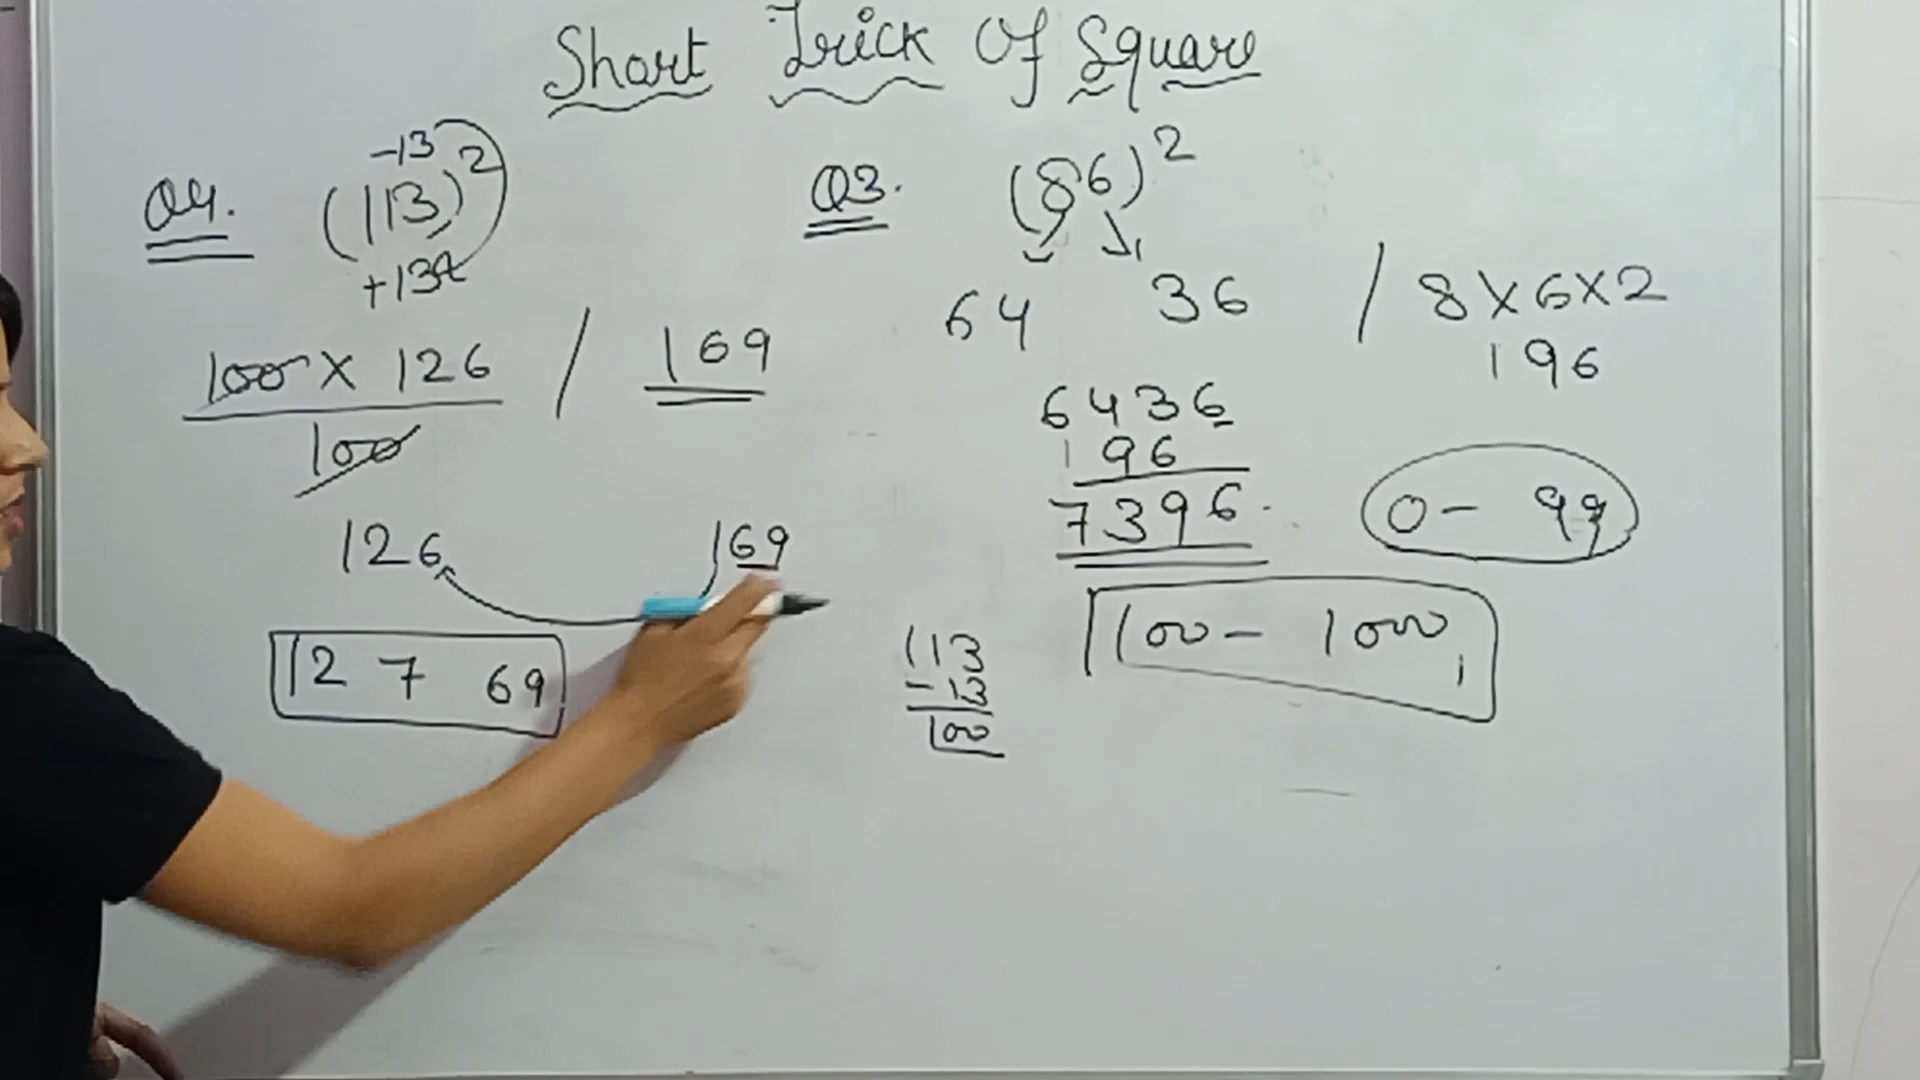 Short Trick Of Square
Q4. (113)²
-13
+13
100 X 126 / 169
100
126 169
12 7 69
Q3. (86)²
64 36 / 8X6X2
196
6436
196
7396
0 - 99
100 - 1000
113
- 13
100